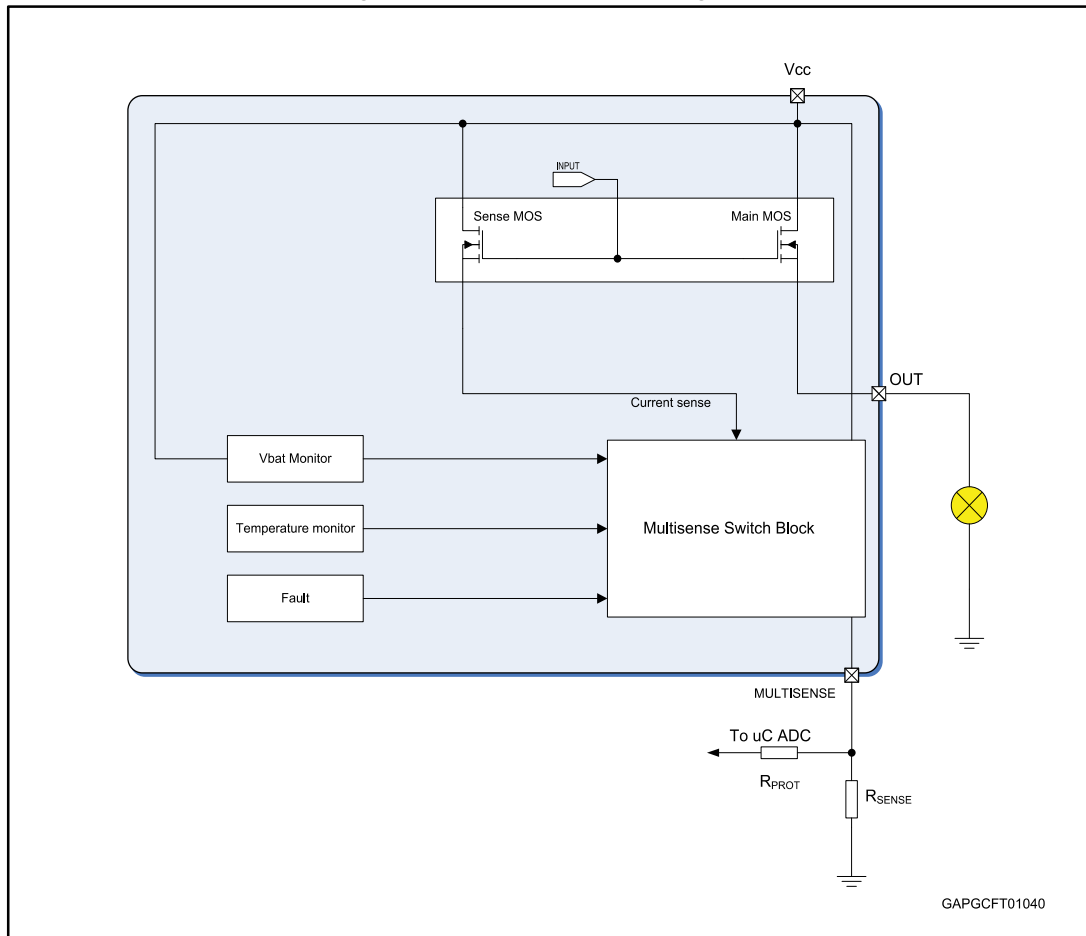 Vcc
INPUT
Sense MOS
Main MOS
OUT
Current sense
Vbat Monitor
Temperature monitor
Multisense Switch Block
Fault
MULTISENSE
To uC ADC
RPROT
RSENSE
GAPGCFT01040